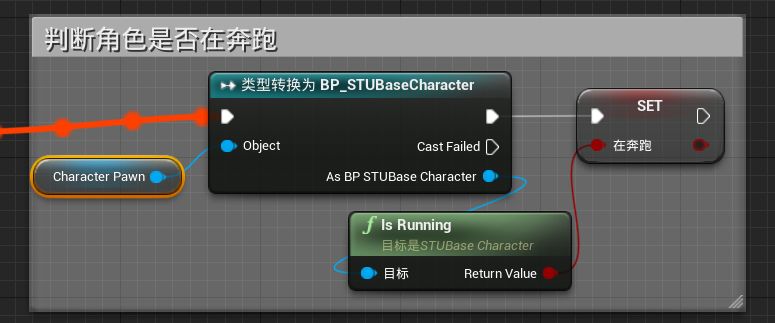 判断角色是否在奔跑
类型转换为 BP_STUBaseCharacter
SET
Object
Cast Failed
在奔跑
Character Pawn
As BP STUBase Character
f Is Running
目标是STUBase Character
目标
Return Value